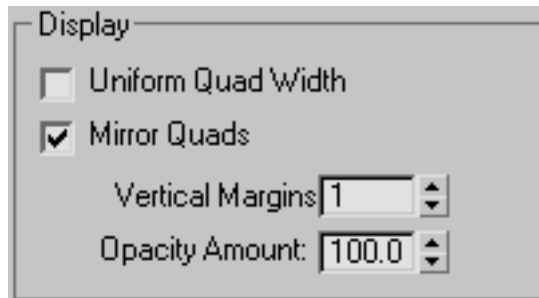 Display
Uniform Quad Width
Mirror Quads
Vertical Margins 1
Opacity Amount: 100.0